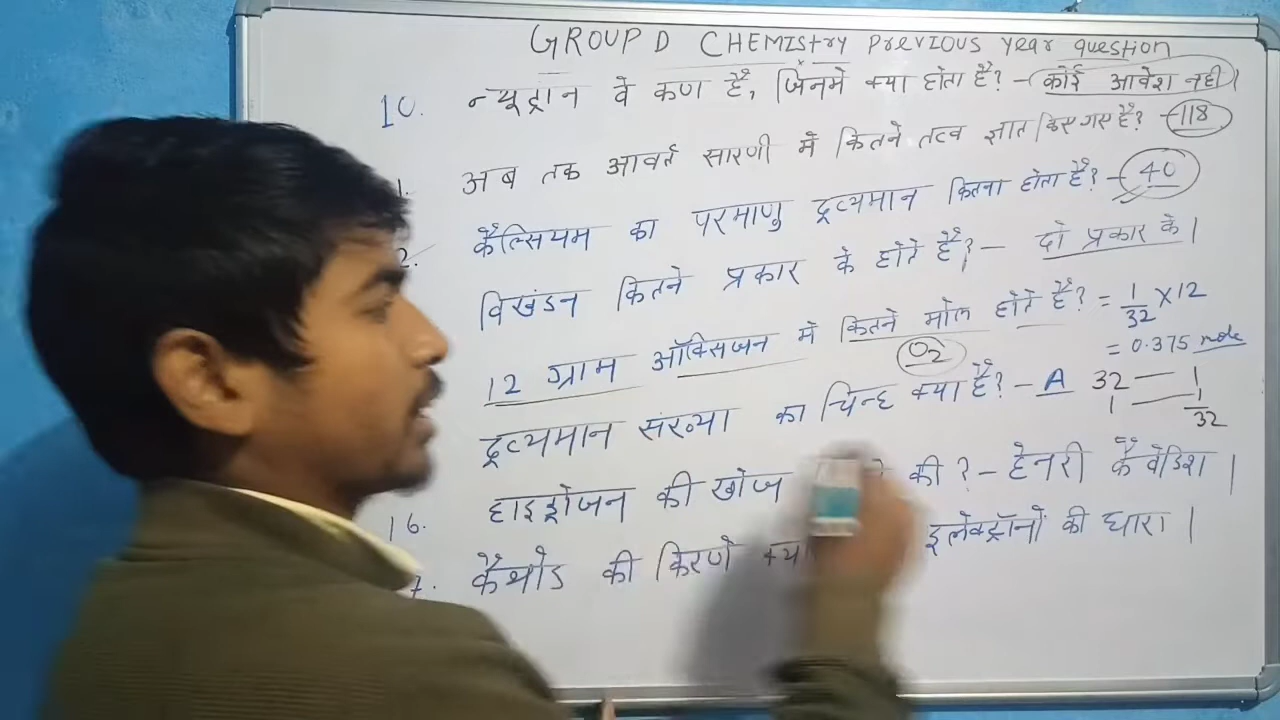 GROUP D CHEMIStry Previous Year question
10. न्यूट्रान वे कण हैं, जिनमे क्या होता है? - कोई आवेश नही।
1. अब तक आवर्त सारणी में कितने तत्व ज्ञात किए गए हैं? - 118
2. कैल्सियम का परमाणु द्रव्यमान कितना होता है? - 40
विखंडन कितने प्रकार के होते हैं? - दो प्रकार के।
12 ग्राम ऑक्सिजन में कितने मोल होते हैं? = 1/32 × 12
O2 = 0.375 mole
द्रव्यमान संख्या का चिन्ह क्या है? - A 32 — 1
1 — 1/32
16. हाइड्रोजन की खोज की? - हेनरी कैवेंडिश।
7. कैथोड की किरणे इलेक्ट्रॉनों की धारा।